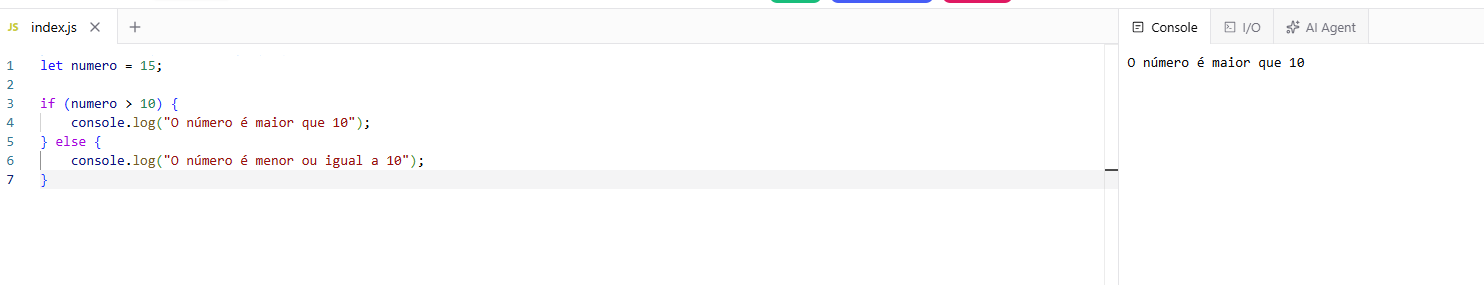 JS index.js × +
Console I/O AI Agent
1 let numero = 15;
2
3 if (numero > 10) {
4 console.log("O número é maior que 10");
5 } else {
6 console.log("O número é menor ou igual a 10");
7 }
O número é maior que 10